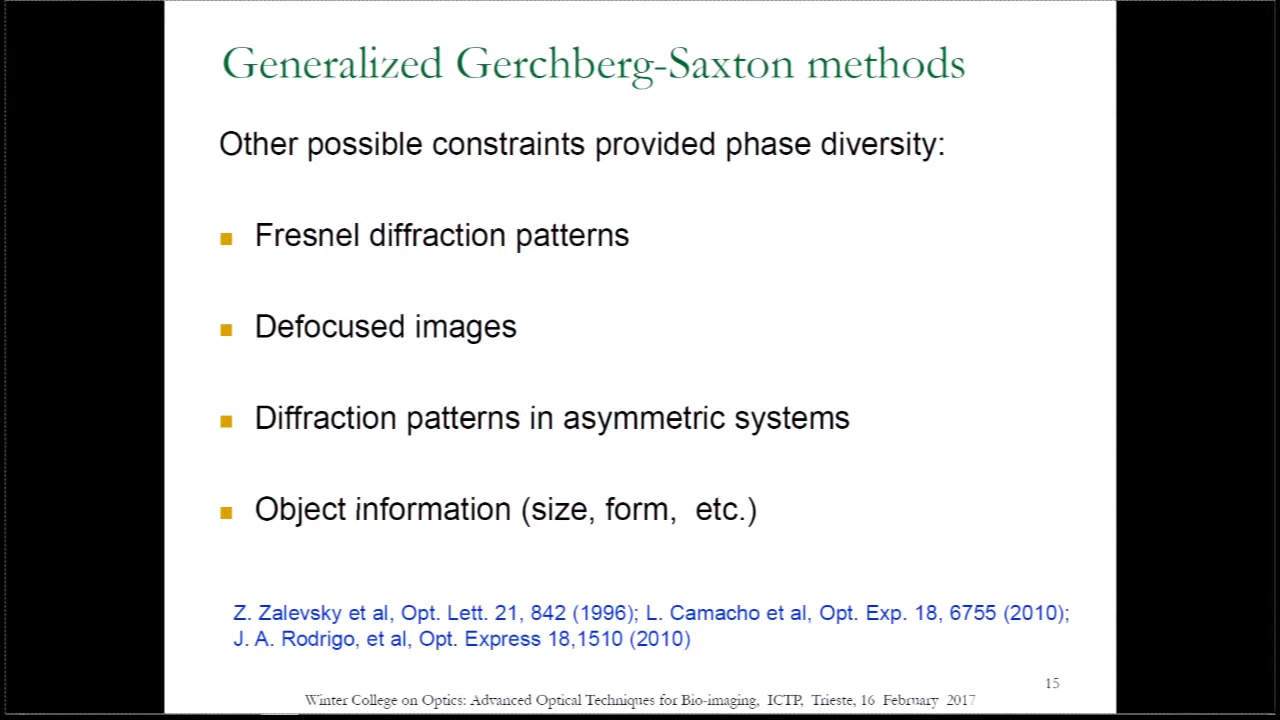 Generalized Gerchberg-Saxton methods
Other possible constraints provided phase diversity:
Fresnel diffraction patterns
Defocused images
Diffraction patterns in asymmetric systems
Object information (size, form, etc.)
Z. Zalevsky et al, Opt. Lett. 21, 842 (1996); L. Camacho et al, Opt. Exp. 18, 6755 (2010);
J. A. Rodrigo, et al, Opt. Express 18,1510 (2010)
15
Winter College on Optics: Advanced Optical Techniques for Bio-imaging, ICTP, Trieste, 16 February 2017